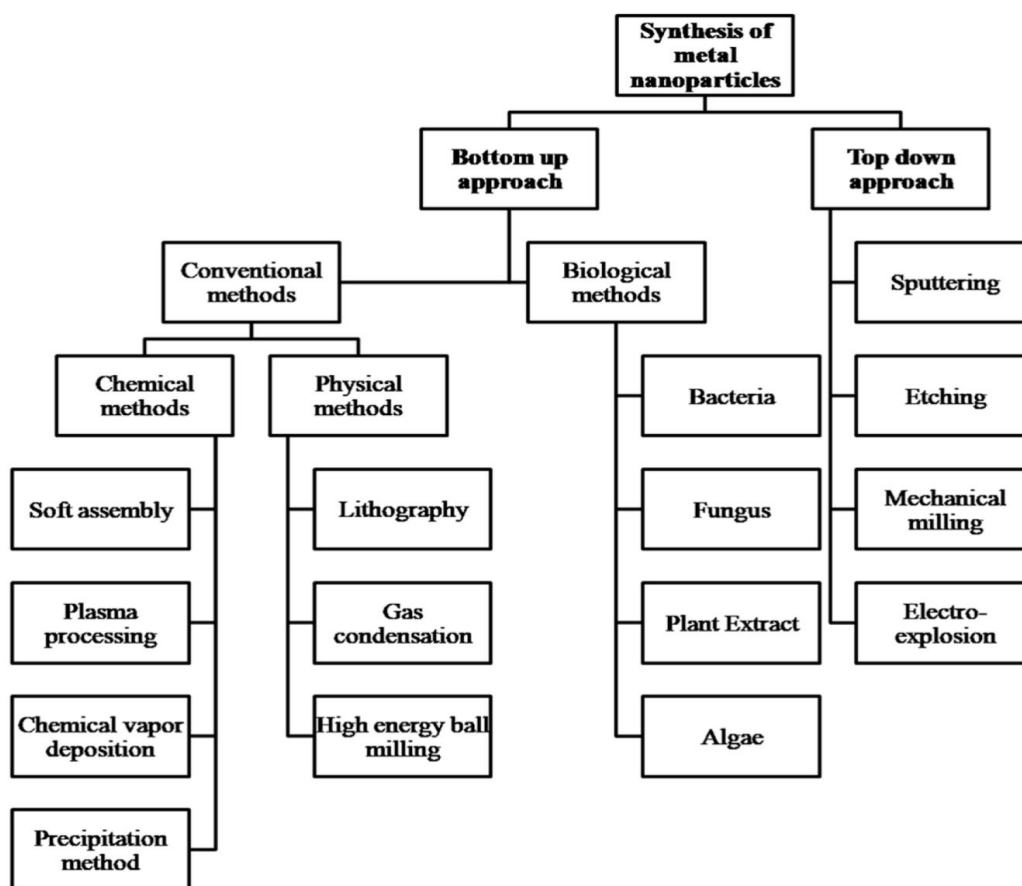 Synthesis of
metal
nanoparticles
Bottom up
approach
Top down
approach
Conventional
methods
Biological
methods
Sputtering
Chemical
methods
Physical
methods
Bacteria
Etching
Soft assembly
Lithography
Fungus
Mechanical
milling
Plasma
processing
Gas
condensation
Plant Extract
Electro-
explosion
Chemical vapor
deposition
High energy ball
milling
Algae
Precipitation
method